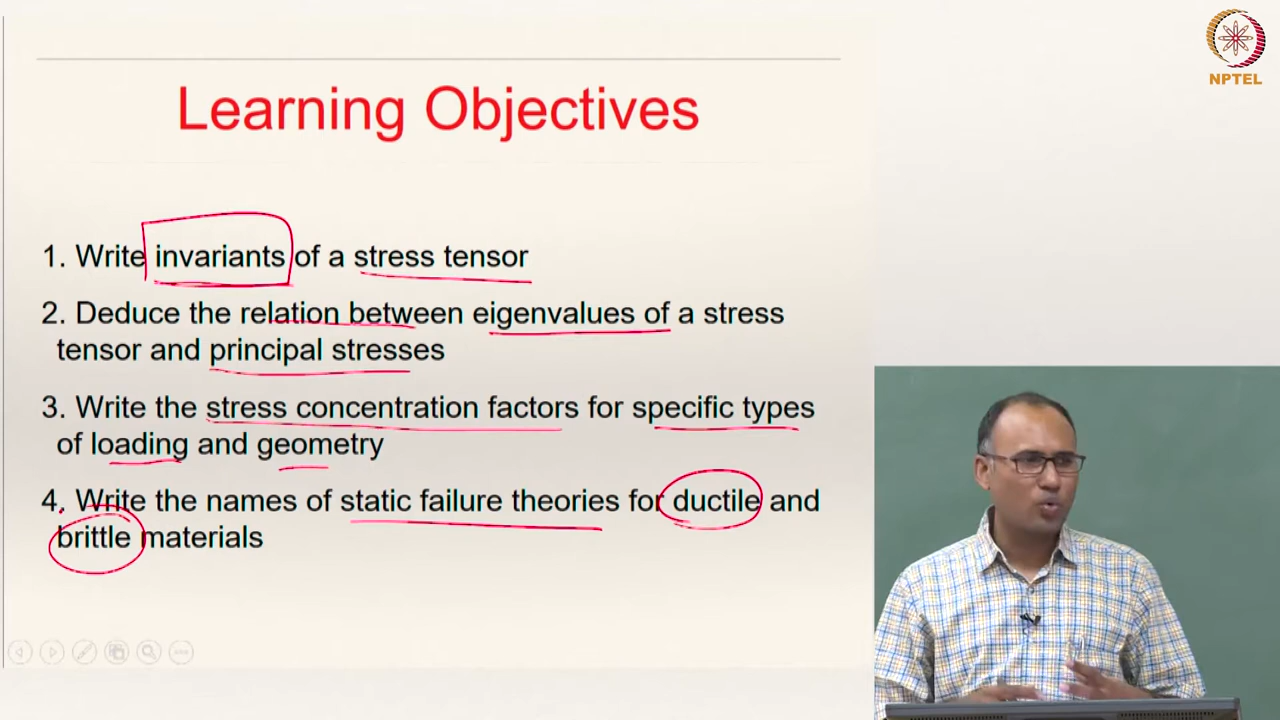 NPTEL
Learning Objectives
1. Write invariants of a stress tensor
2. Deduce the relation between eigenvalues of a stress
tensor and principal stresses
3. Write the stress concentration factors for specific types
of loading and geometry
4. Write the names of static failure theories for ductile and
brittle materials